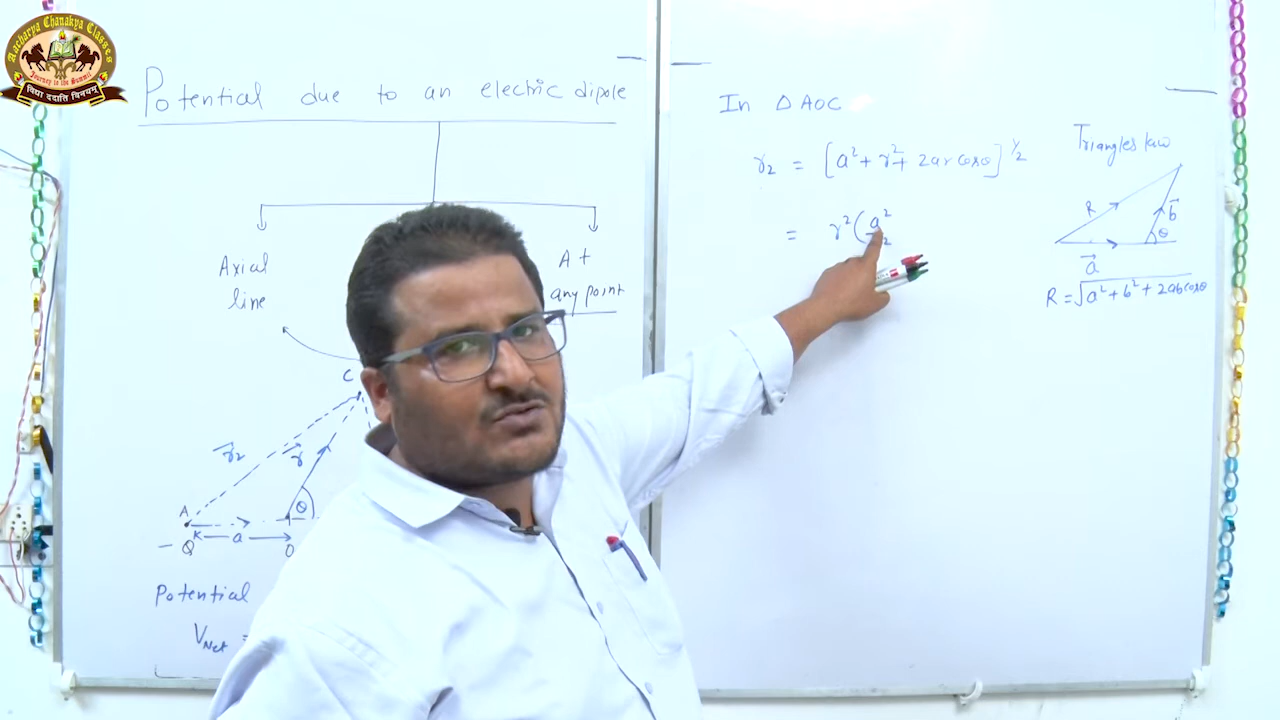 Aacharya Chanakya Classes
Journey to the Summit
विद्या ददाति विनयम्
Potential due to an electric dipole
Axial
line
At
any point
C
r₂
r
θ
A
-Q
a
O
Potential
V_Net =
In △AOC
r₂ = [a² + r² + 2ar cosθ]^1/2
= r²(a²
Triangles law
R
b
θ
a
R = √a² + b² + 2ab cosθ